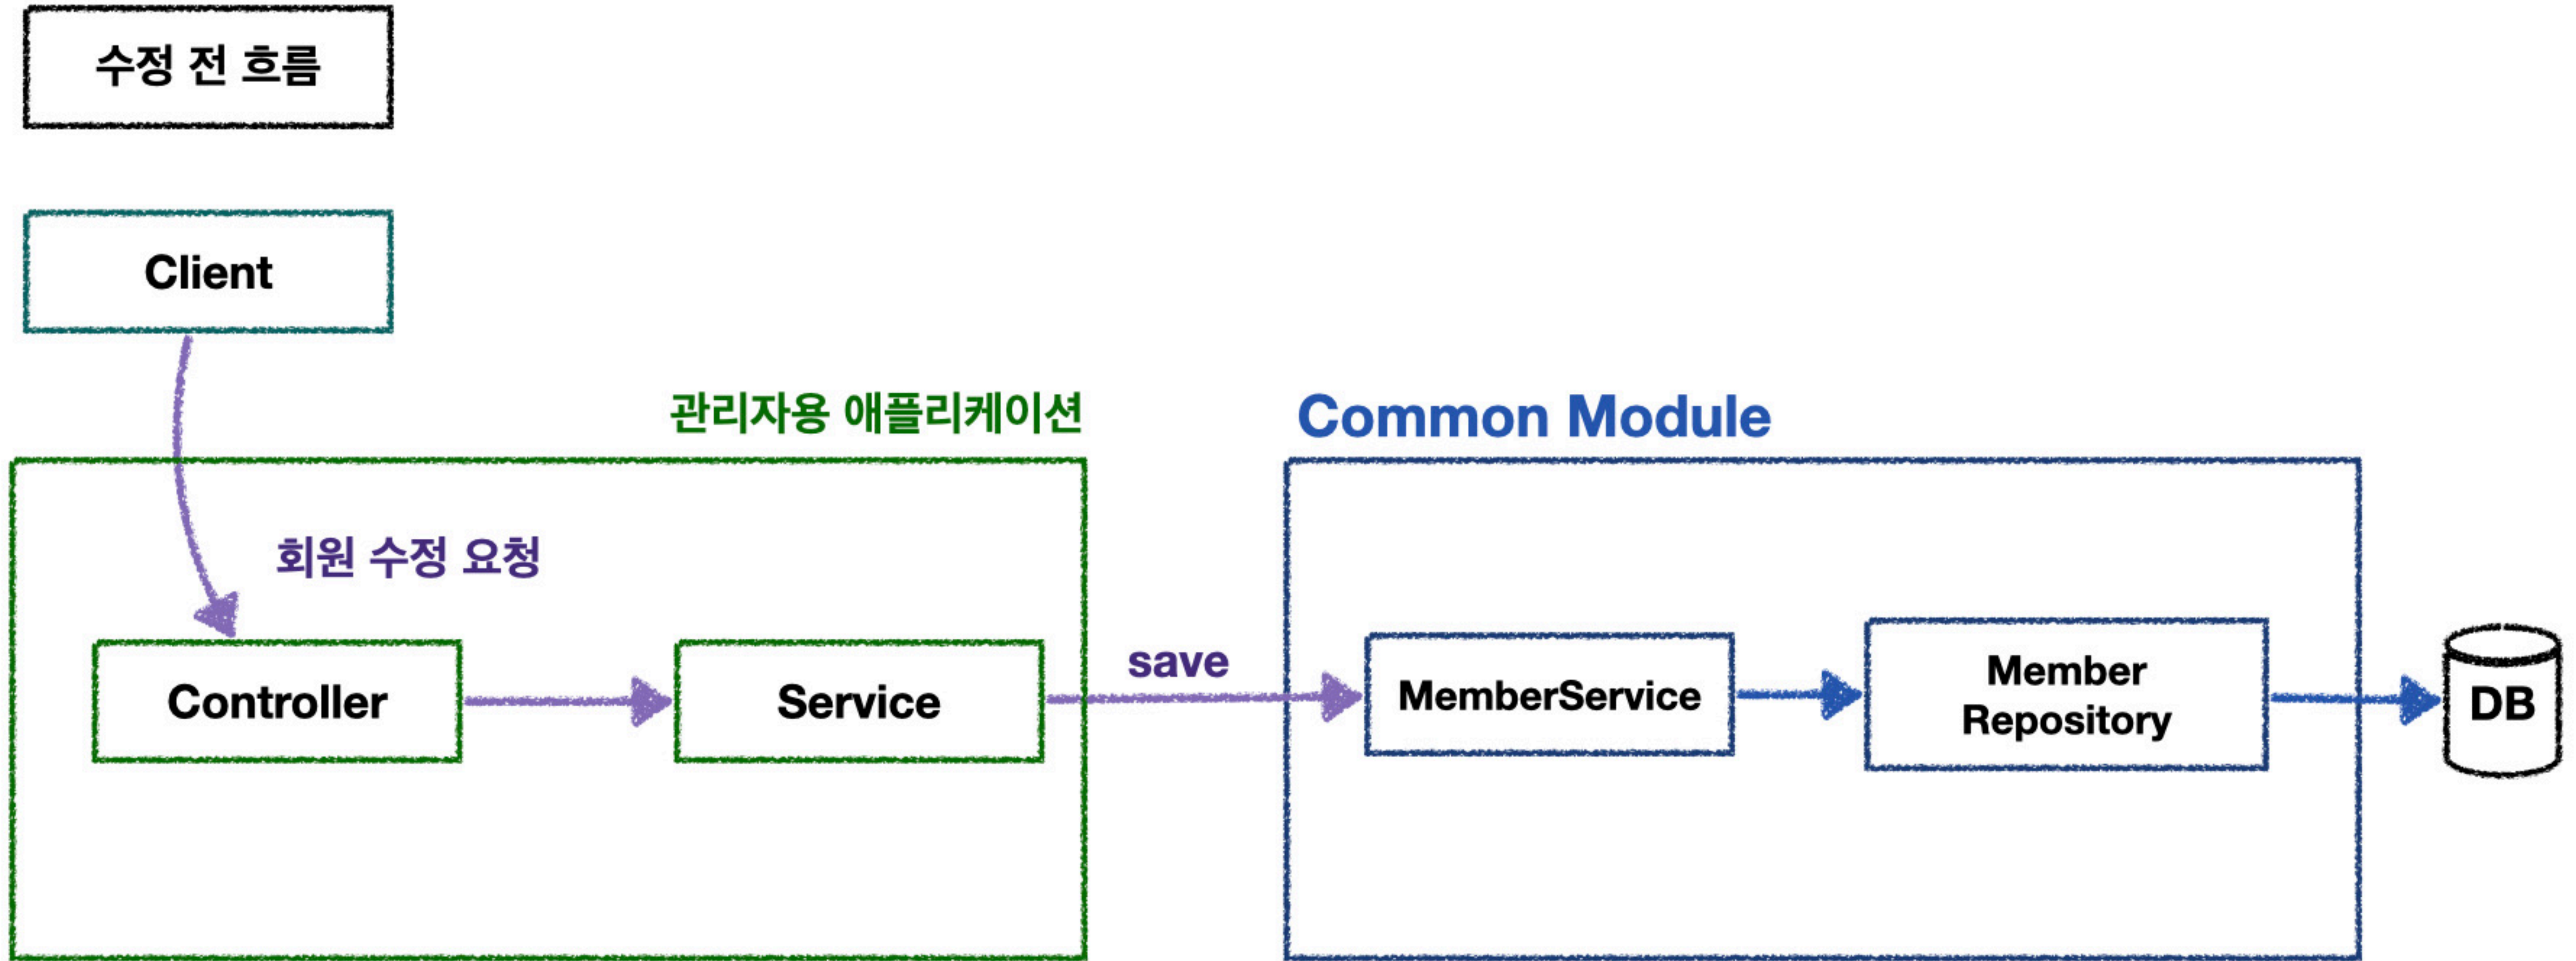 수정 전 흐름
Client
관리자용 애플리케이션
Common Module
회원 수정 요청
Controller
Service
save
MemberService
Member
Repository
DB